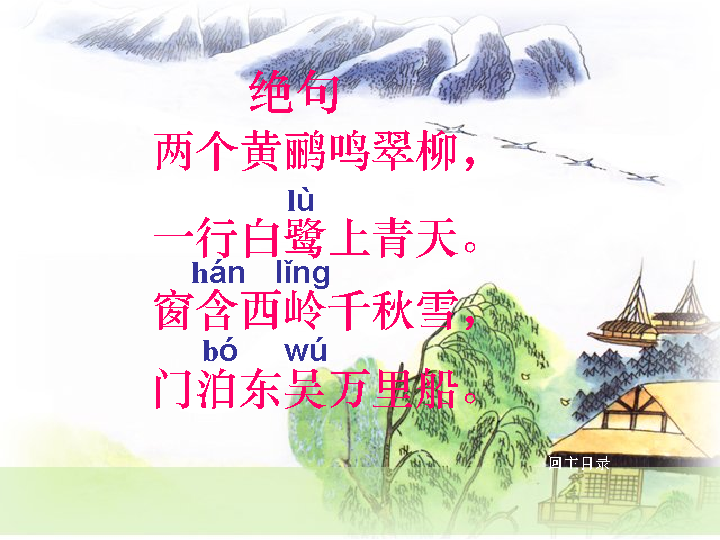 绝句
两个黄鹂鸣翠柳，
lù
一行白鹭上青天。
hán lǐng
窗含西岭千秋雪，
bó wú
门泊东吴万里船。
回主目录